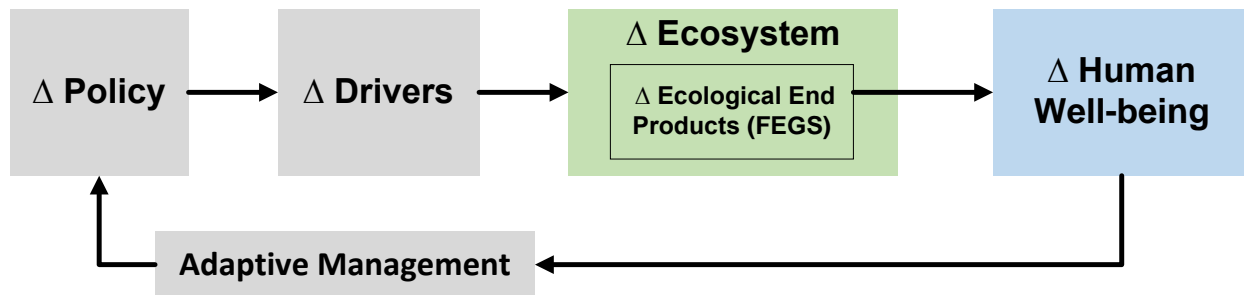 Δ Policy
Δ Drivers
Δ Ecosystem
Δ Ecological End
Products (FEGS)
Δ Human
Well-being
Adaptive Management